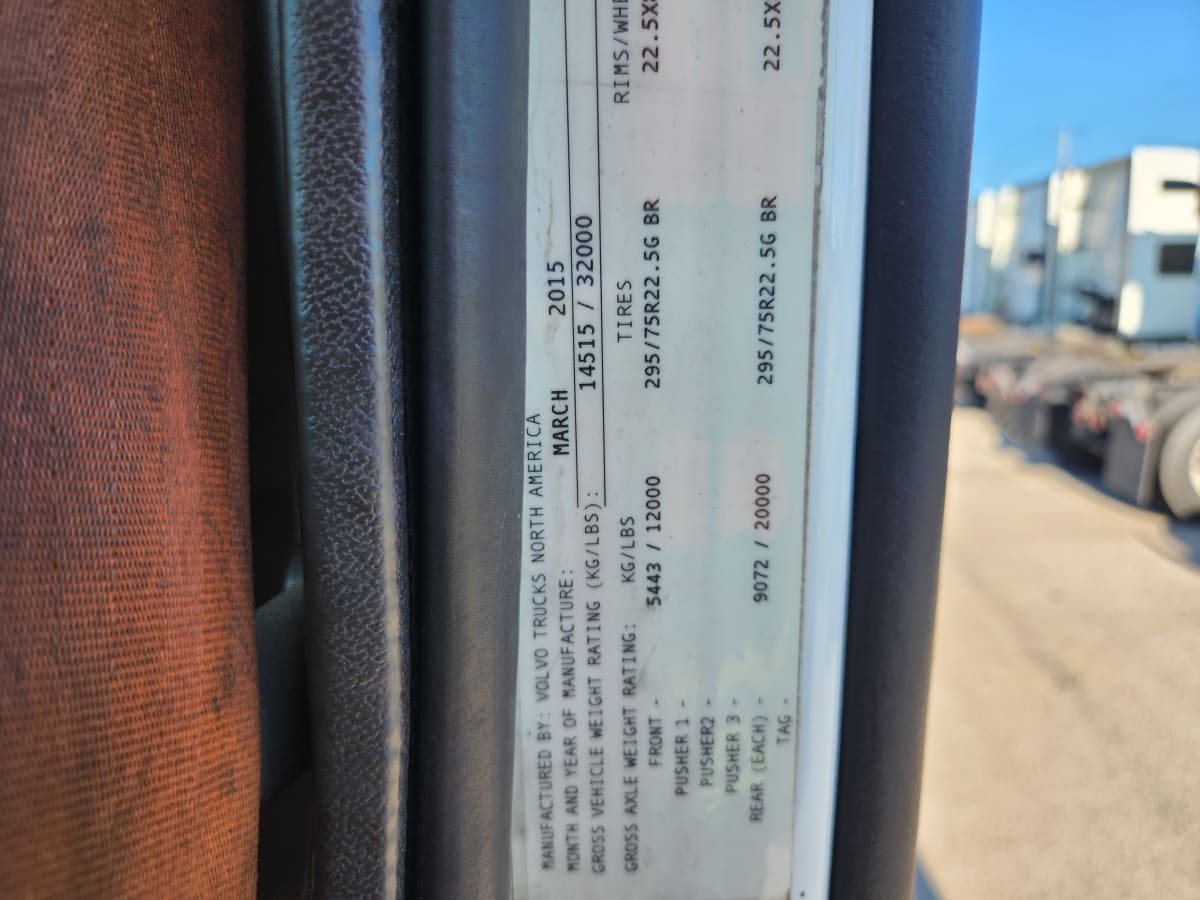 MANUFACTURED BY: VOLVO TRUCKS NORTH AMERICA
MONTH AND YEAR OF MANUFACTURE: MARCH 2015
GROSS VEHICLE WEIGHT RATING (KG/LBS): 14515 / 32000
GROSS AXLE WEIGHT RATING: KG/LBS TIRES RIMS/WHE
FRONT - 5443 / 12000 295/75R22.5G BR 22.5X
PUSHER 1 -
PUSHER2 -
PUSHER 3 -
REAR (EACH) - 9072 / 20000 295/75R22.5G BR 22.5X
TAG -